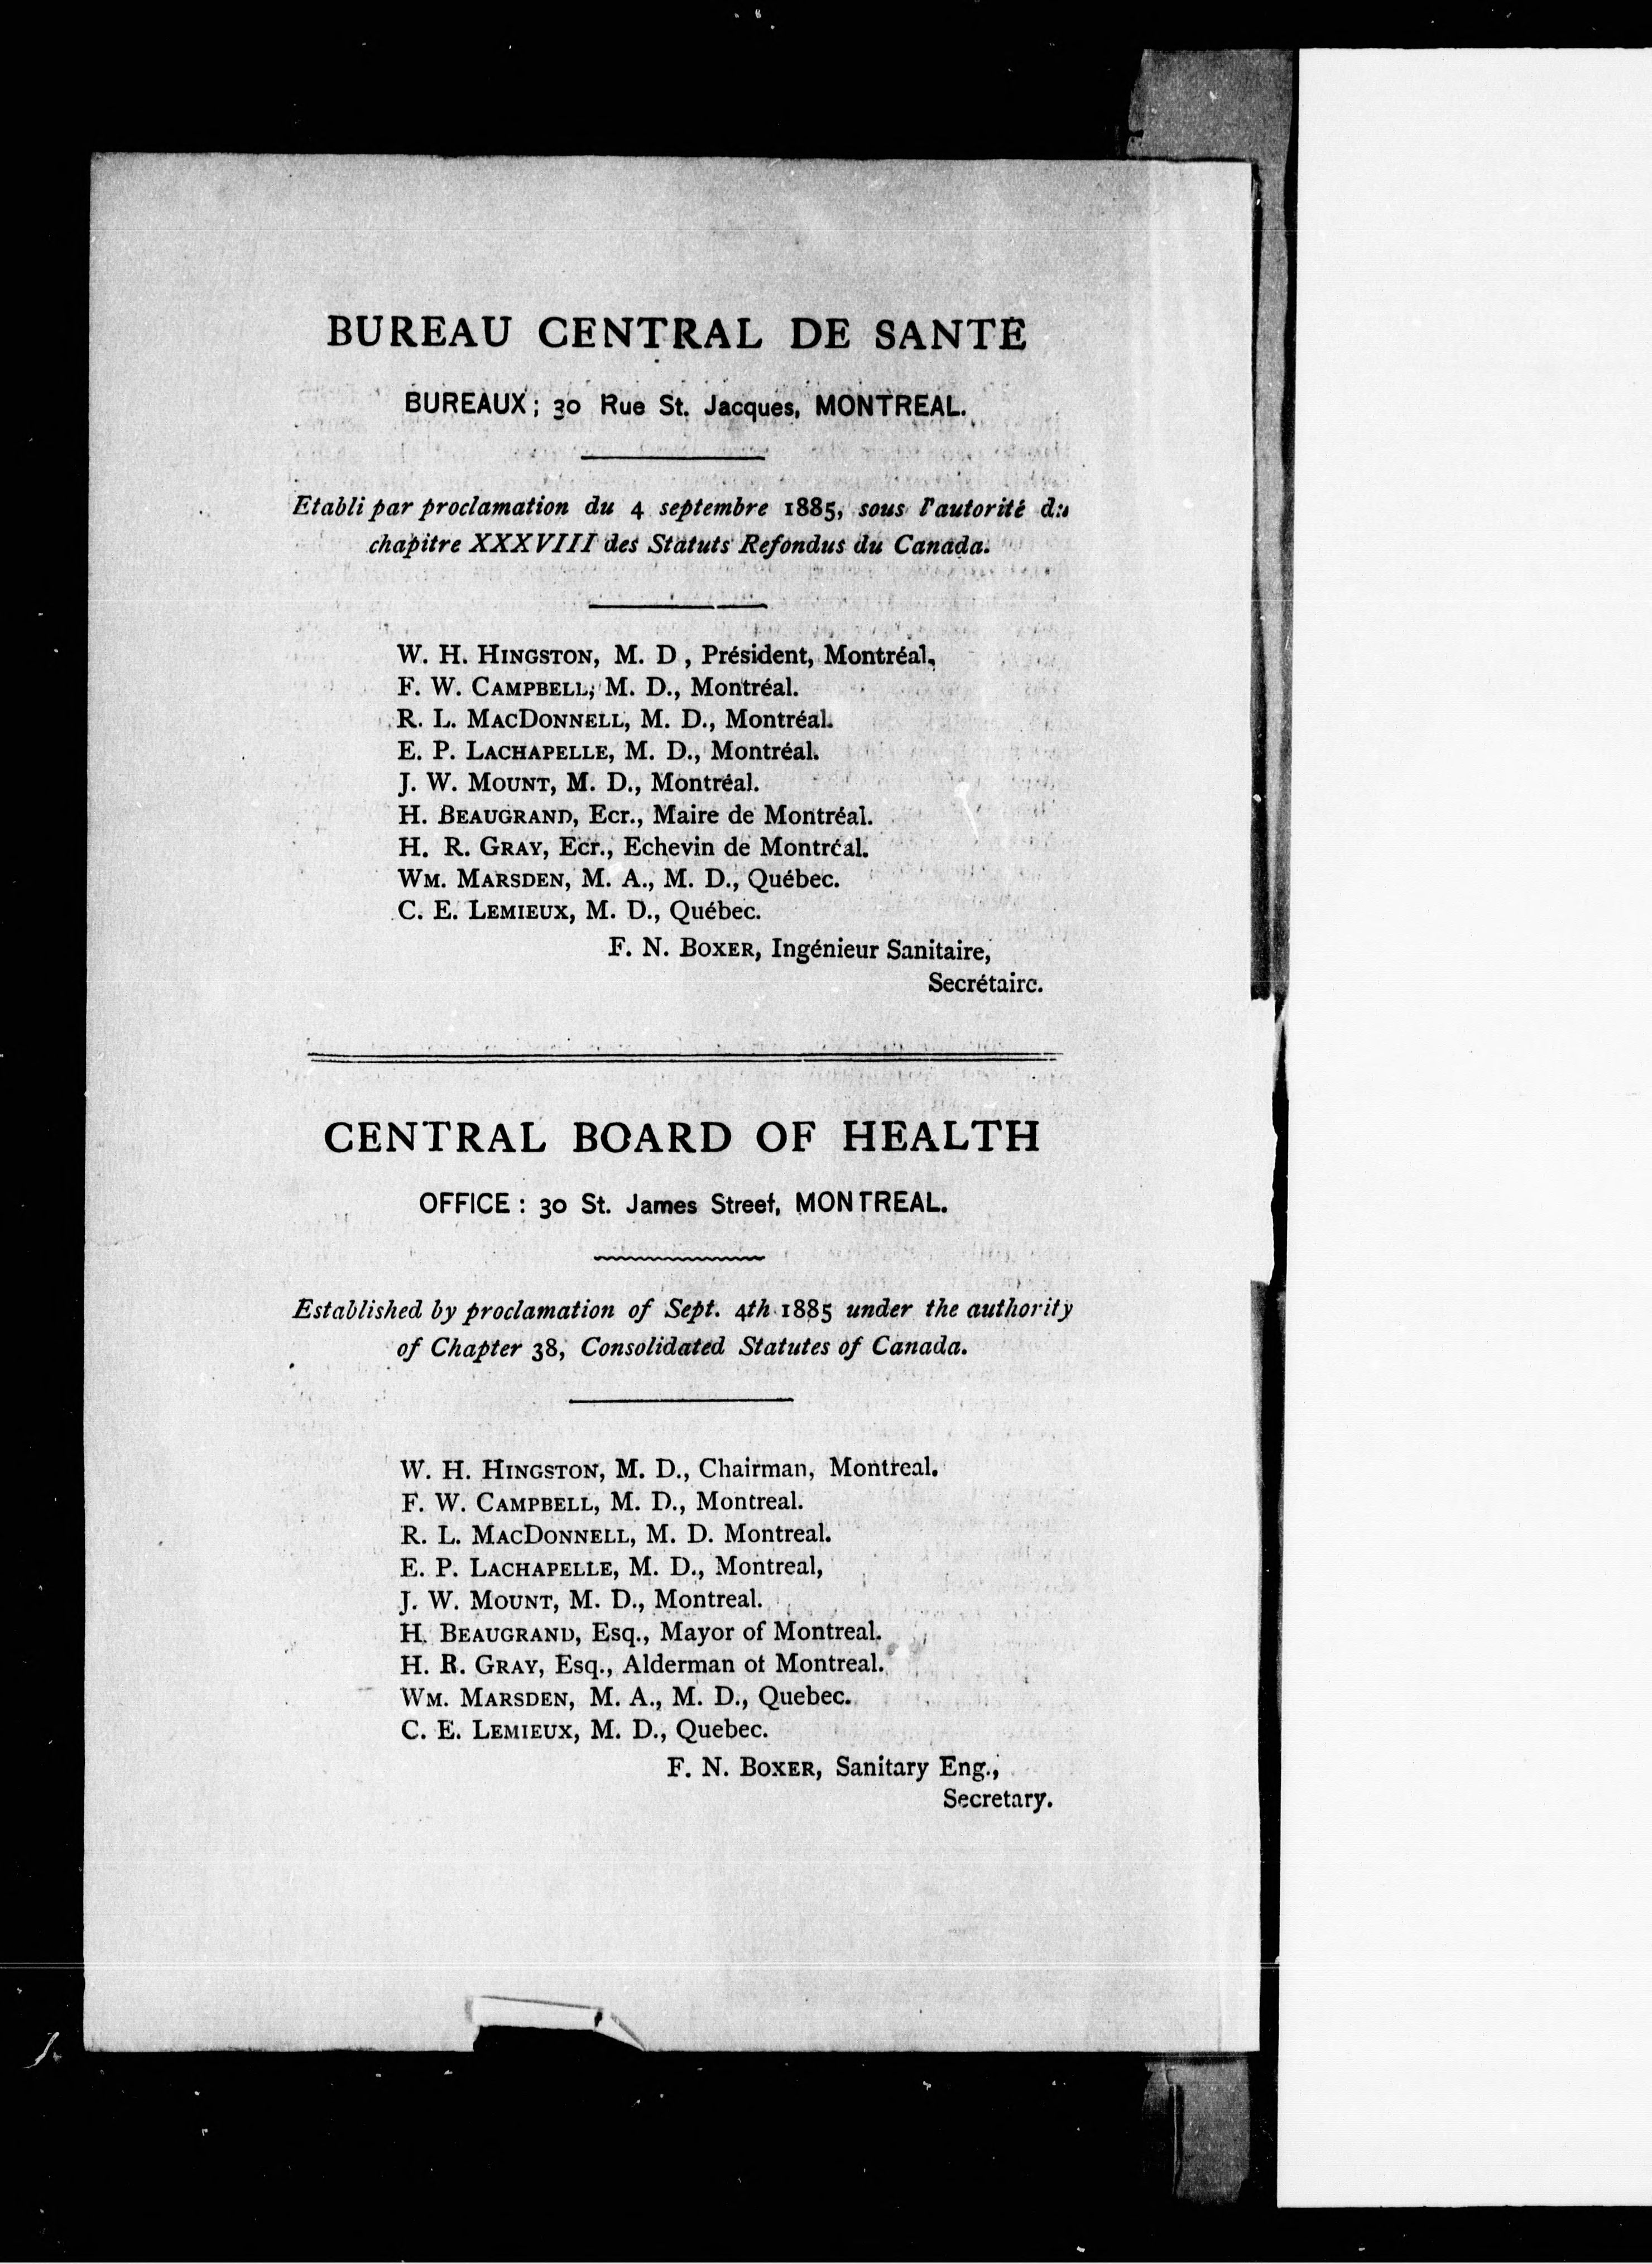 BUREAU CENTRAL DE SANTÉ
BUREAUX; 30 Rue St. Jacques, MONTREAL.
Etabli par proclamation du 4 septembre 1885, sous l'autorité du
chapitre XXXVIII des Statuts Refondus du Canada.
W. H. HINGSTON, M. D , Président, Montréal.
F. W. CAMPBELL, M. D., Montréal.
R. L. MACDONNELL, M. D., Montréal.
E. P. LACHAPELLE, M. D., Montréal.
J. W. MOUNT, M. D., Montréal.
H. BEAUGRAND, Ecr., Maire de Montréal.
H. R. GRAY, Ecr., Echevin de Montréal.
WM. MARSDEN, M. A., M. D., Québec.
C. E. LEMIEUX, M. D., Québec.
F. N. BOXER, Ingénieur Sanitaire,
Secrétaire.
CENTRAL BOARD OF HEALTH
OFFICE : 30 St. James Street, MONTREAL.
Established by proclamation of Sept. 4th 1885 under the authority
of Chapter 38, Consolidated Statutes of Canada.
W. H. HINGSTON, M. D., Chairman, Montreal.
F. W. CAMPBELL, M. D., Montreal.
R. L. MACDONNELL, M. D. Montreal.
E. P. LACHAPELLE, M. D., Montreal,
J. W. MOUNT, M. D., Montreal.
H. BEAUGRAND, Esq., Mayor of Montreal.
H. R. GRAY, Esq., Alderman of Montreal.
WM. MARSDEN, M. A., M. D., Quebec.
C. E. LEMIEUX, M. D., Quebec.
F. N. BOXER, Sanitary Eng.,
Secretary.